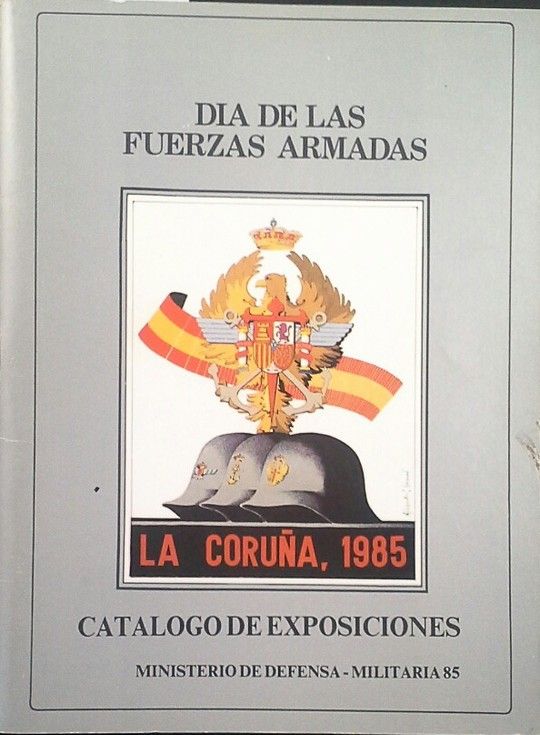 DIA DE LAS
FUERZAS ARMADAS
LA CORUÑA, 1985
CATALOGO DE EXPOSICIONES
MINISTERIO DE DEFENSA - MILITARIA 85